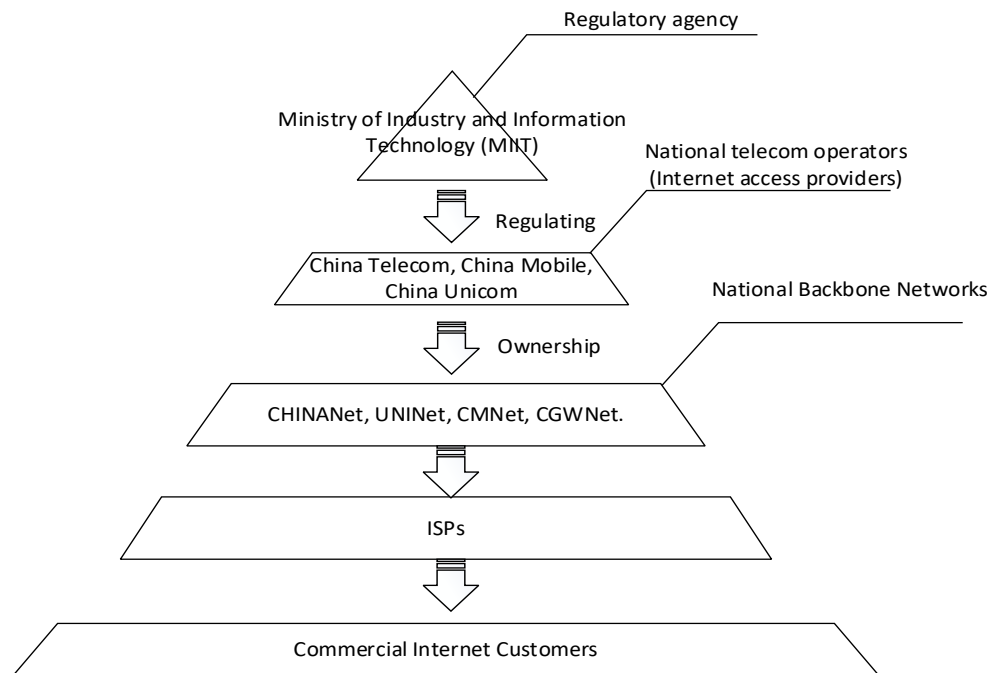 Regulatory agency
Ministry of Industry and Information
Technology (MIIT)
National telecom operators
(Internet access providers)
Regulating
China Telecom, China Mobile,
China Unicom
National Backbone Networks
Ownership
CHINANet, UNINet, CMNet, CGWNet.
ISPs
Commercial Internet Customers